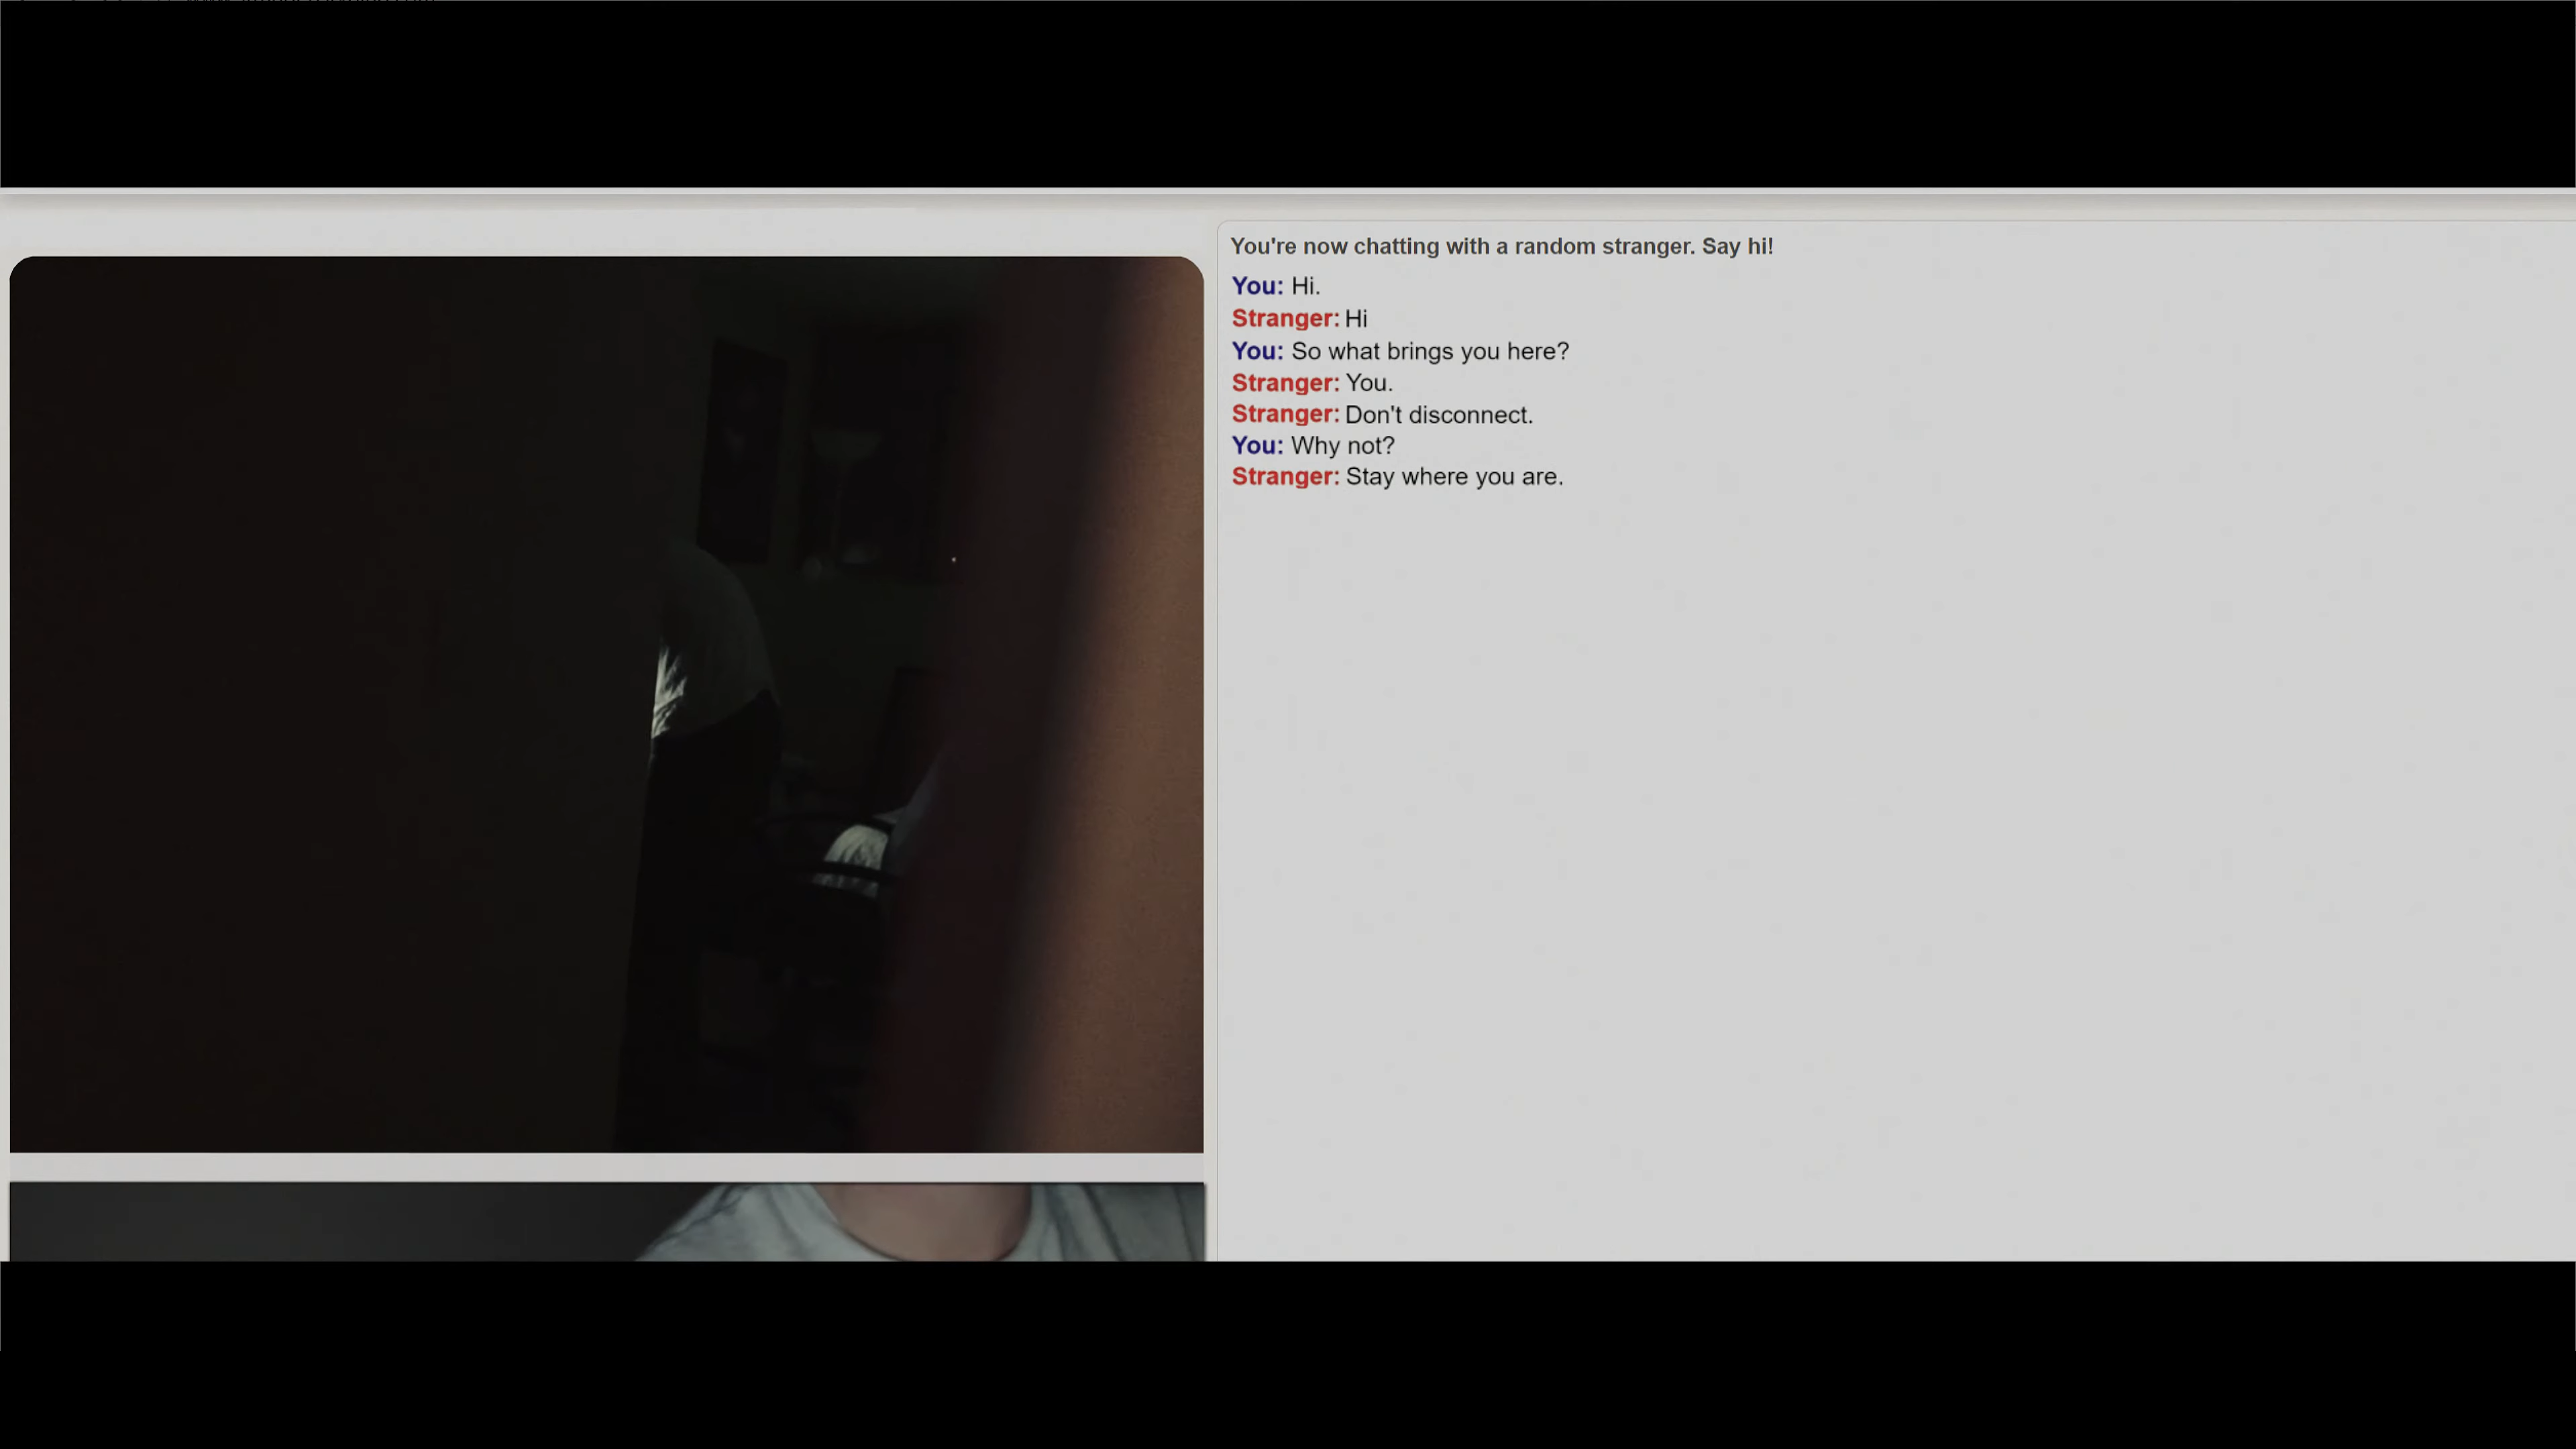 You're now chatting with a random stranger. Say hi!
You: Hi.
Stranger: Hi
You: So what brings you here?
Stranger: You.
Stranger: Don't disconnect.
You: Why not?
Stranger: Stay where you are.